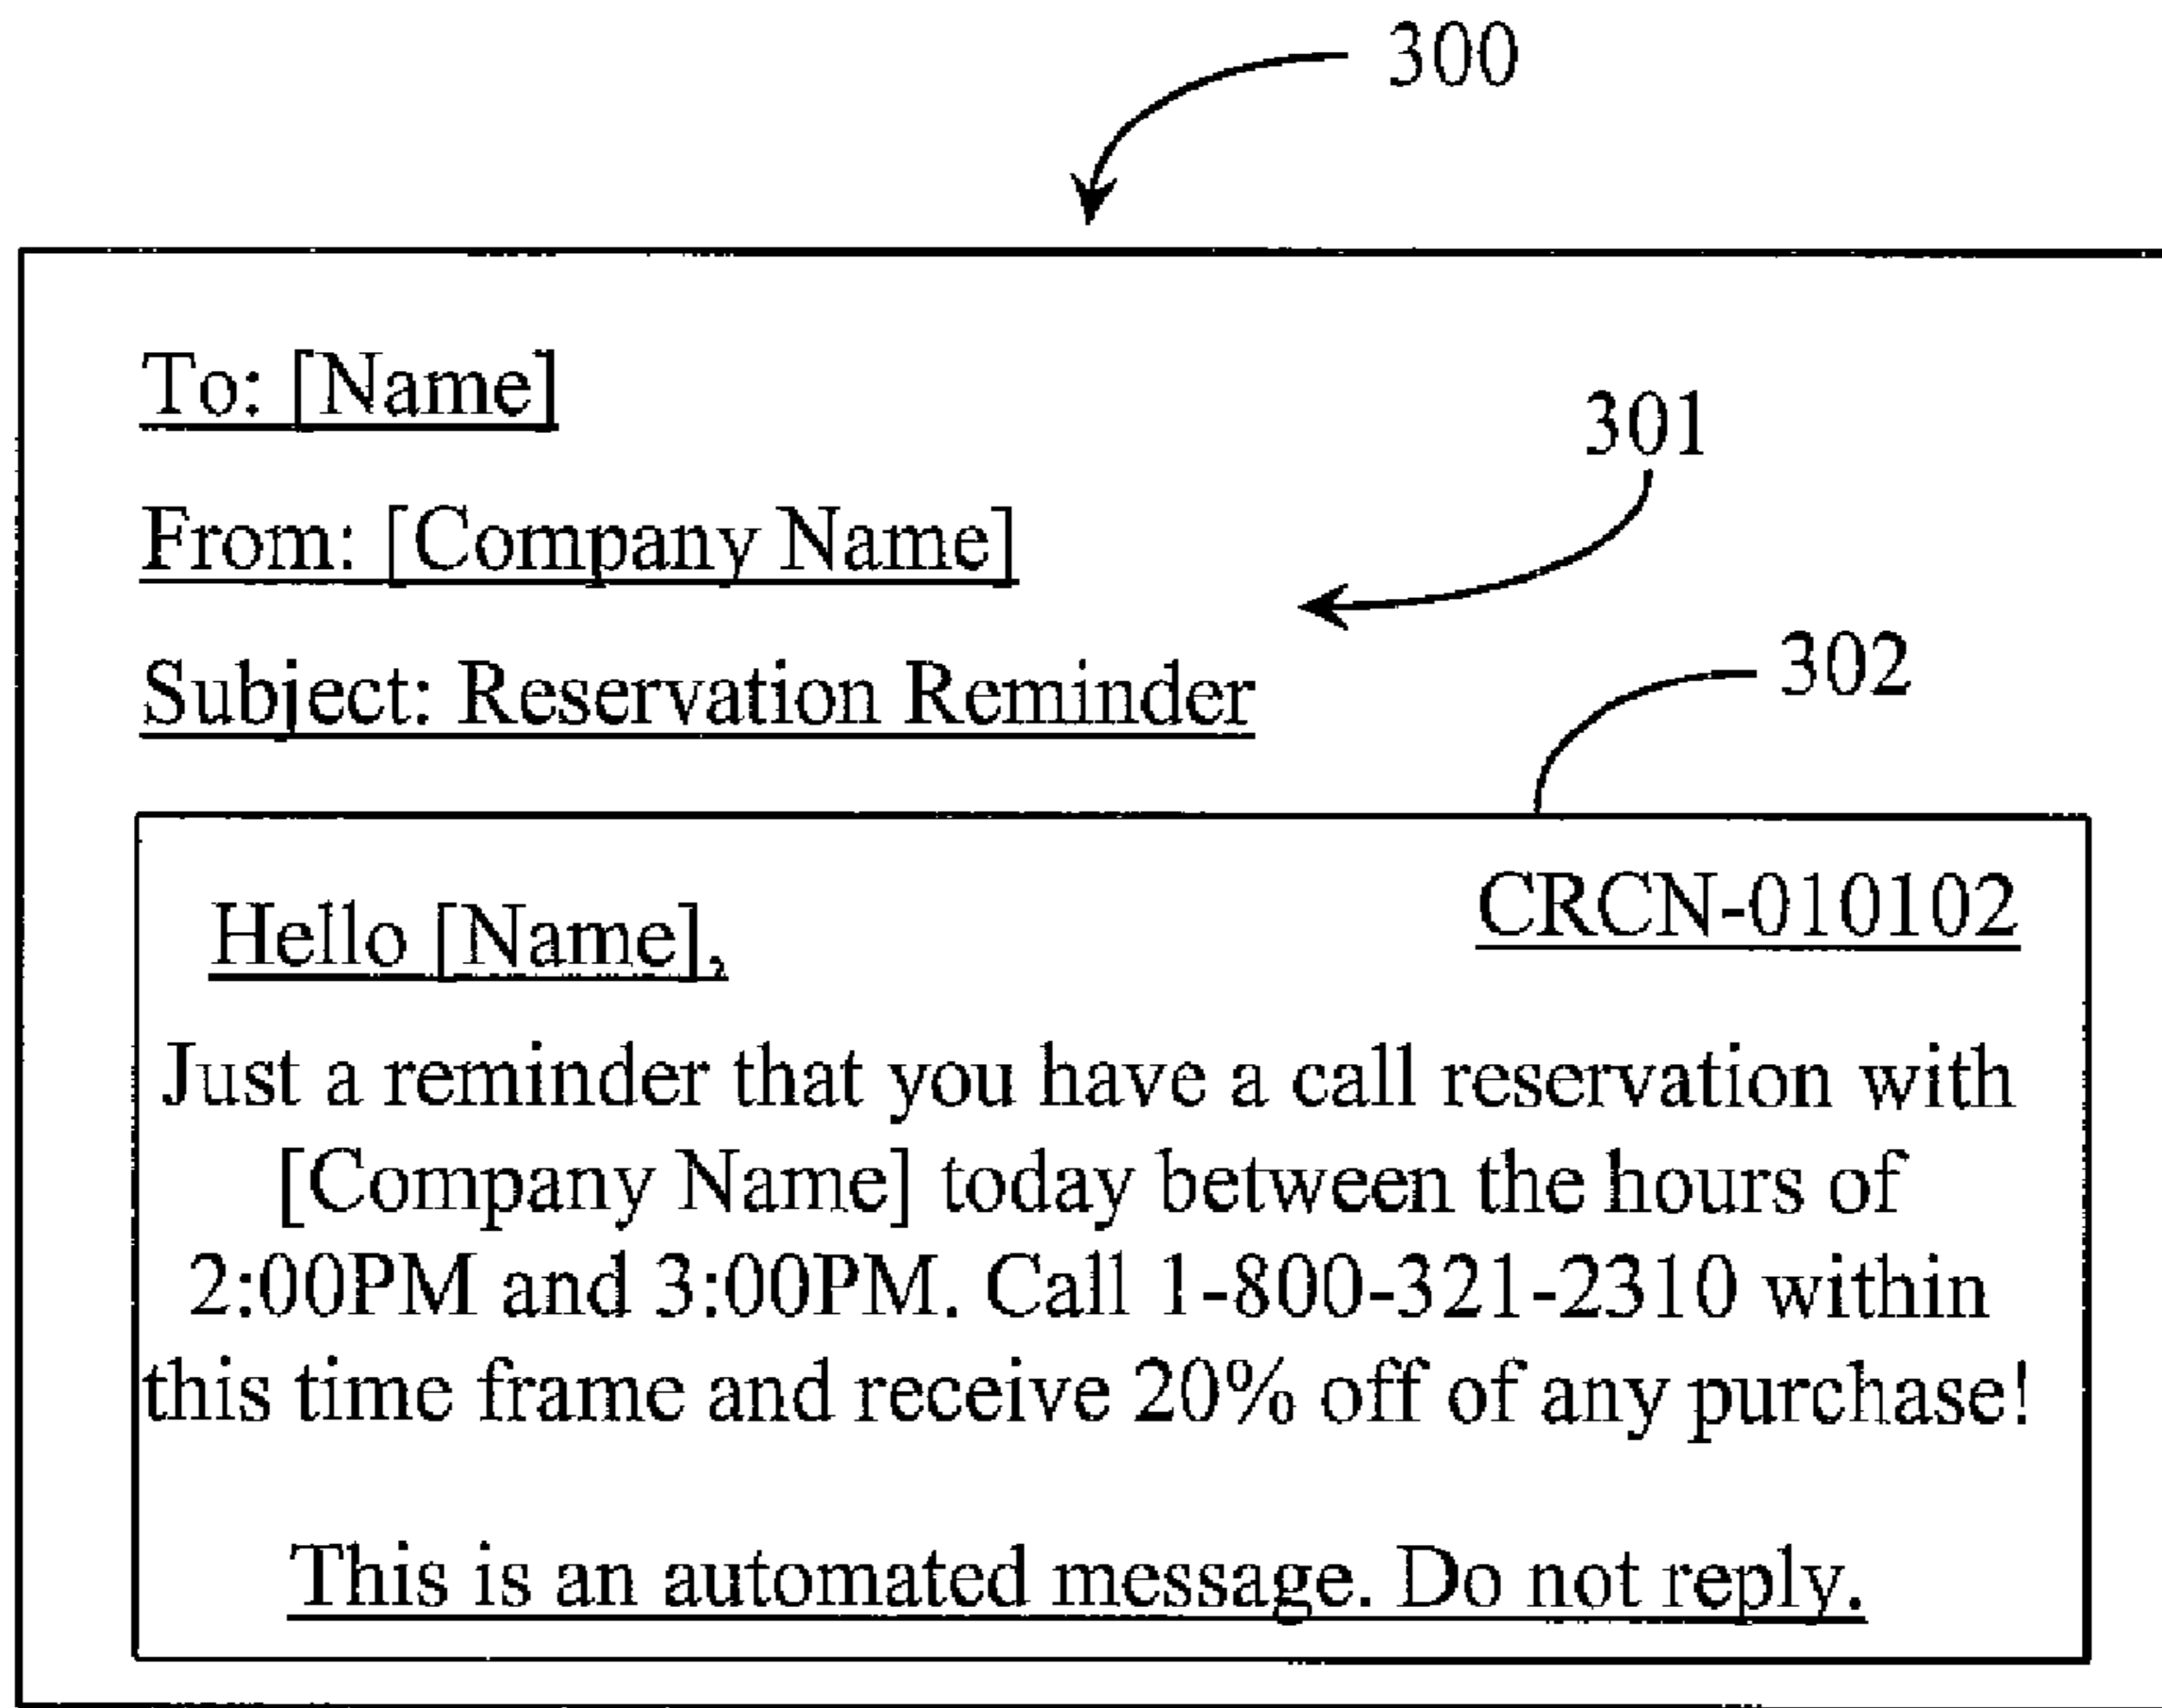 300
To: [Name]
301
From: [Company Name]
302
Subject: Reservation Reminder
CRCN-010102
Hello [Name],
Just a reminder that you have a call reservation with
[Company Name] today between the hours of
2:00PM and 3:00PM. Call 1-800-321-2310 within
this time frame and receive 20% off of any purchase!
This is an automated message. Do not reply.